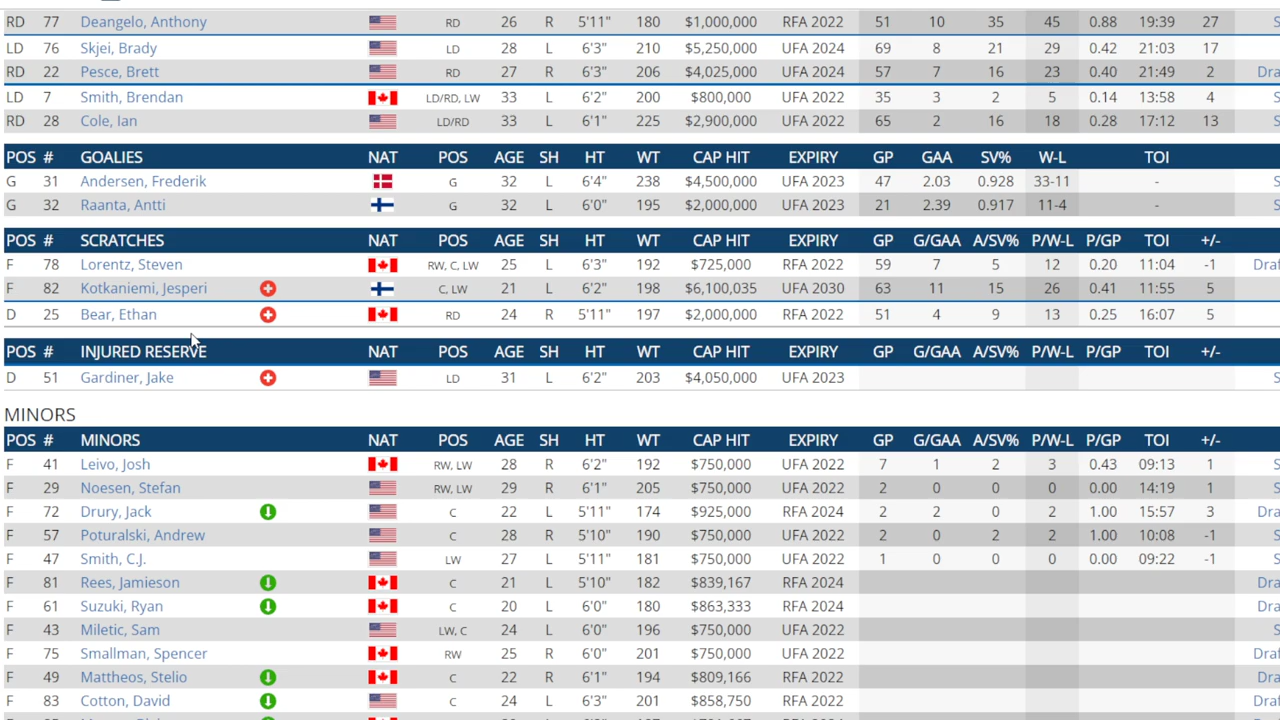 RD 77 Deangelo, Anthony RD 26 R 5'11" 180 $1,000,000 RFA 2022 51 10 35 45 0.88 19:39 27 S
LD 76 Skjei, Brady LD 28 L 6'3" 210 $5,250,000 UFA 2024 69 8 21 29 0.42 21:03 17
RD 22 Pesce, Brett RD 27 R 6'3" 206 $4,025,000 UFA 2024 57 7 16 23 0.40 21:49 2 Dra
LD 7 Smith, Brendan LD/RD, LW 33 L 6'2" 200 $800,000 UFA 2022 35 3 2 5 0.14 13:58 4 S
RD 28 Cole, Ian LD/RD 33 L 6'1" 225 $2,900,000 UFA 2022 65 2 16 18 0.28 17:12 13
POS # GOALIES NAT POS AGE SH HT WT CAP HIT EXPIRY GP GAA SV% W-L TOI
G 31 Andersen, Frederik G 32 L 6'4" 238 $4,500,000 UFA 2023 47 2.03 0.928 33-11 - S
G 32 Raanta, Antti G 32 L 6'0" 195 $2,000,000 UFA 2023 21 2.39 0.917 11-4 - S
POS # SCRATCHES NAT POS AGE SH HT WT CAP HIT EXPIRY GP G/GAA A/SV% P/W-L P/GP TOI +/-
F 78 Lorentz, Steven RW, C, LW 25 L 6'3" 192 $725,000 RFA 2022 59 7 5 12 0.20 11:04 -1 Draf
F 82 Kotkaniemi, Jesperi C, LW 21 L 6'2" 198 $6,100,035 UFA 2030 63 11 15 26 0.41 11:55 5
D 25 Bear, Ethan RD 24 R 5'11" 197 $2,000,000 RFA 2022 51 4 9 13 0.25 16:07 5
POS # INJURED RESERVE NAT POS AGE SH HT WT CAP HIT EXPIRY GP G/GAA A/SV% P/W-L P/GP TOI +/-
D 51 Gardiner, Jake LD 31 L 6'2" 203 $4,050,000 UFA 2023 S
MINORS
POS # MINORS NAT POS AGE SH HT WT CAP HIT EXPIRY GP G/GAA A/SV% P/W-L P/GP TOI +/-
F 41 Leivo, Josh RW, LW 28 R 6'2" 192 $750,000 UFA 2022 7 1 2 3 0.43 09:13 1 S
F 29 Noesen, Stefan RW, LW 29 R 6'1" 205 $750,000 UFA 2022 2 0 0 0 0.00 14:19 1 S
F 72 Drury, Jack C 22 L 5'11" $925,000 RFA 2024 2 2 0 2 1.00 15:57 3 Dra
F 57 Poturalski, Andrew C 28 R 5'10" 190 $750,000 UFA 2022 2 0 2 2 1.00 10:08 -1
F 47 Smith, C.J. LW 27 L 5'11" 181 $750,000 UFA 2022 1 0 0 0 0.00 09:22 -1
F 81 Rees, Jamieson C 21 L 5'10" 182 $839,167 RFA 2024 Dra
F 61 Suzuki, Ryan C 20 L 6'0" 180 $863,333 RFA 2024 Dra
F 43 Miletic, Sam LW, C 24 L 6'0" 196 $750,000 UFA 2022 S
F 75 Smallman, Spencer RW 25 R 6'0" 201 $750,000 UFA 2022 Draf
F 49 Mattheos, Stelio C 22 R 6'1" 194 $809,166 RFA 2022 Draf
F 83 Cotton, David C 24 L 6'3" 201 $850,850 RFA 2022 Dra